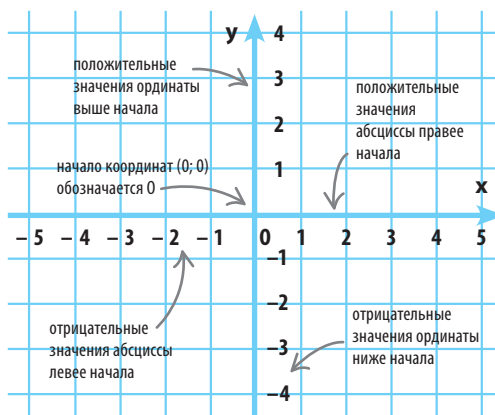 y 4
положительные
значения ординаты
выше начала
3
положительные
значения
абсциссы правее
начала
2
начало координат (0; 0)
обозначается 0
1
x
– 5 – 4 – 3 – 2 – 1 0 1 2 3 4 5
–1
–2
отрицательные
значения абсциссы
левее начала
отрицательные
значения ординаты
ниже начала
–3
–4